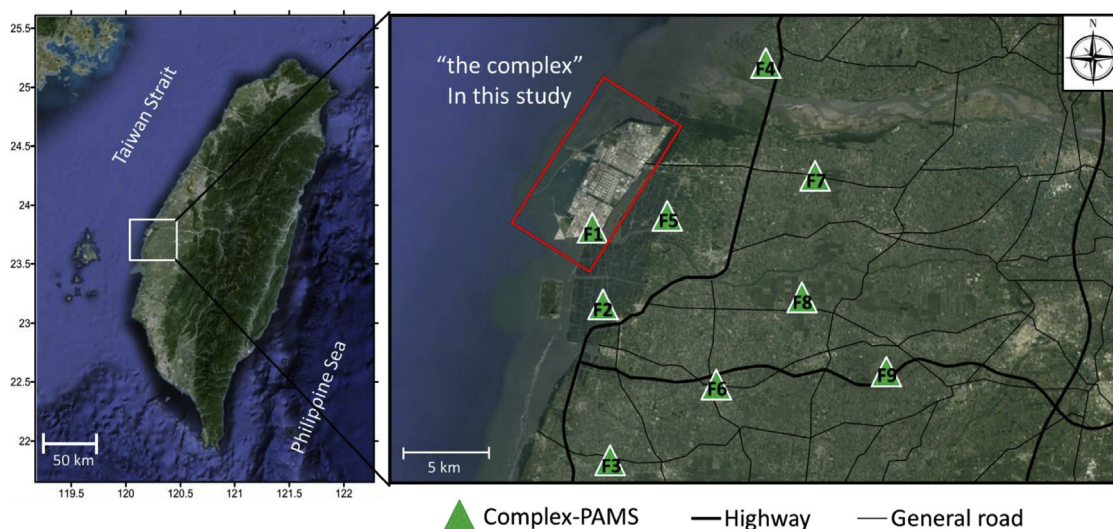 25.5
25
24.5
24
23.5
23
22.5
22
119.5
120
120.5
121
121.5
122
Taiwan Strait
Philippine Sea
50 km
"the complex"
In this study
N
F4
F7
F5
F1
F2
F8
F9
F6
F3
5 km
Complex-PAMS
Highway
General road